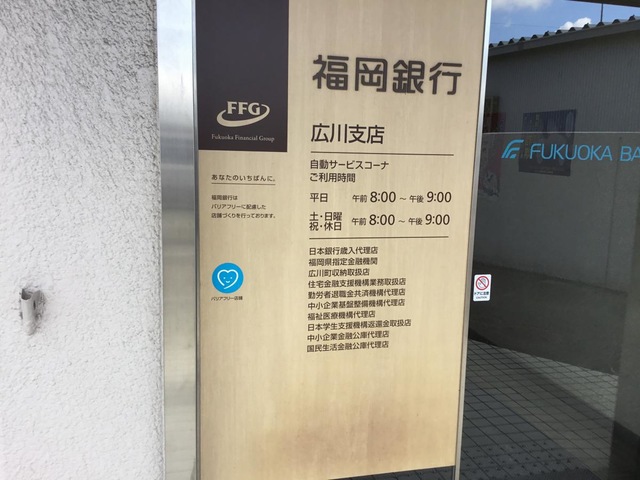 FFG
Fukuoka Financial Group
福岡銀行
広川支店
自動サービスコーナ
ご利用時間
平日 午前 8:00 ~ 午後 9:00
土・日曜
祝・休日 午前 8:00 ~ 午後 9:00
あなたのいちばんに。
福岡銀行は
バリアフリーに配慮した
店舗づくりを行っております。
バリアフリー店舗
日本銀行歳入代理店
福岡県指定金融機関
広川町収納取扱店
住宅金融支援機構業務取扱店
勤労者退職金共済機構代理店
中小企業基盤整備機構代理店
福祉医療機構代理店
日本学生支援機構返還金取扱店
中小企業金融公庫代理店
国民生活金融公庫代理店
FUKUOKA BA